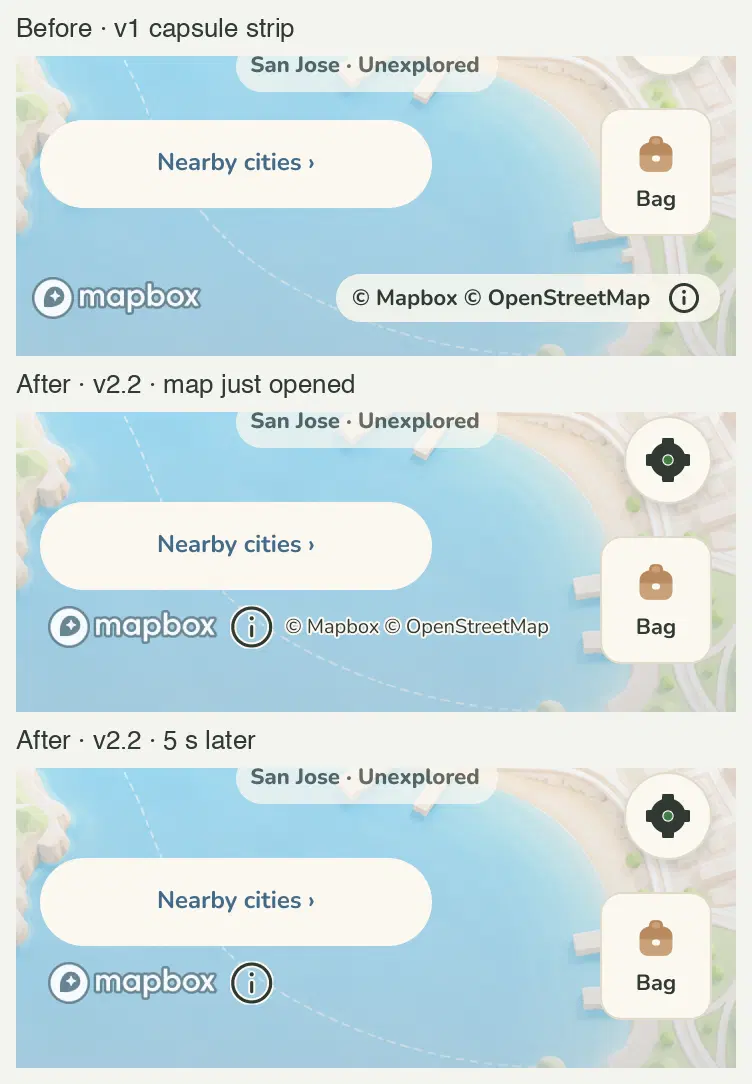 Before · v1 capsule strip
San Jose · Unexplored
Nearby cities ›
Bag
mapbox
© Mapbox © OpenStreetMap
After · v2.2 · map just opened
San Jose · Unexplored
Nearby cities ›
Bag
mapbox © Mapbox © OpenStreetMap
After · v2.2 · 5 s later
San Jose · Unexplored
Nearby cities ›
Bag
mapbox